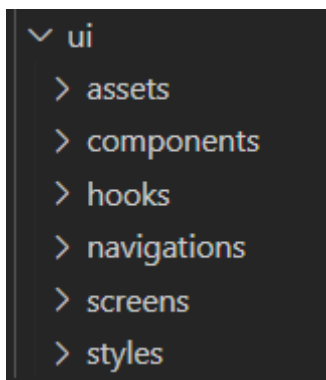 ui
assets
components
hooks
navigations
screens
styles